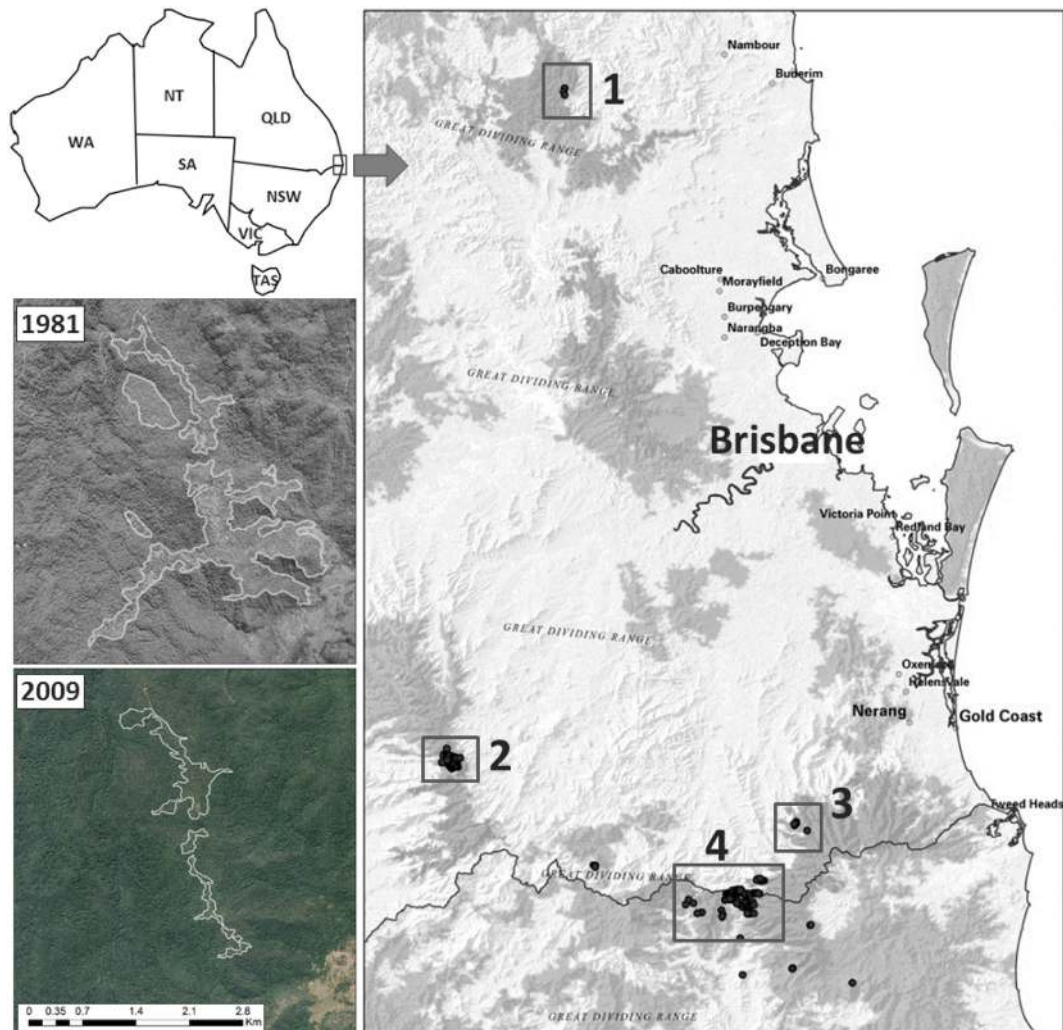 WA
NT
QLD
SA
NSW
VIC
TAS
1981
2009
0 0.35 0.7 1.4 2.1 2.8
Km
Nambour
Buderim
1
GREAT DIVIDING RANGE
Caboolture
Morayfield
Bongaree
Burpengary
Narangba
Deception Bay
GREAT DIVIDING RANGE
Brisbane
Victoria Point
Redland Bay
GREAT DIVIDING RANGE
Helensvale
Nerang
Gold Coast
2
3
Tweed Heads
4
GREAT DIVIDING RANGE
GREAT DIVIDING RANGE